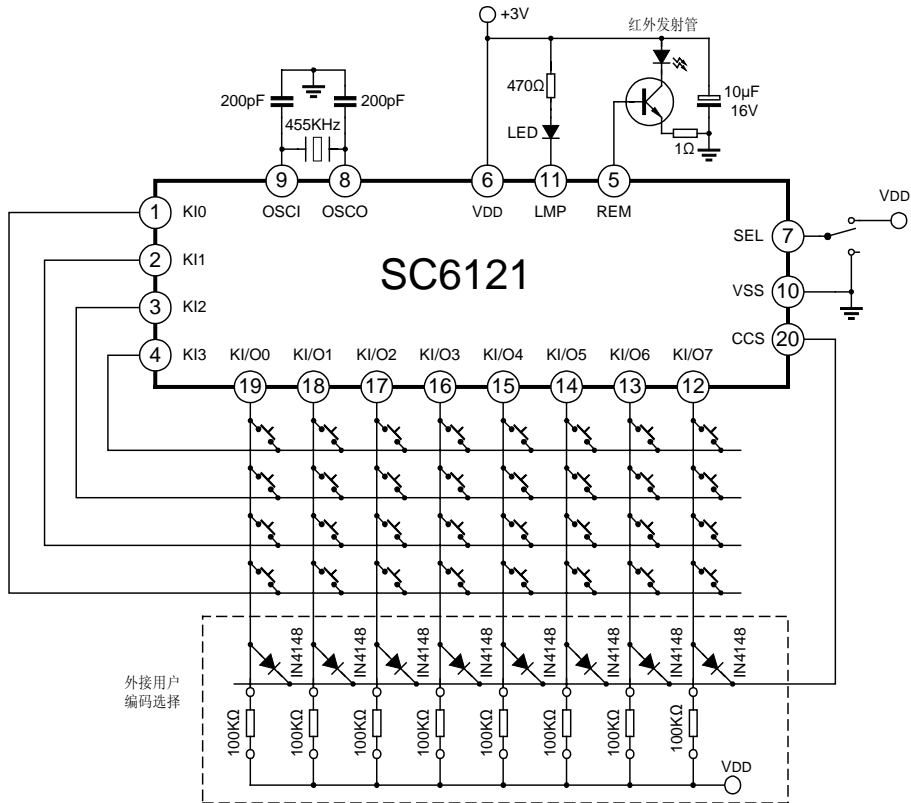 +3V
红外发射管
200pF
200pF
455KHz
470Ω
LED
10µF
16V
1Ω
9
8
6
11
5
OSCI
OSCO
VDD
LMP
REM
1
KI0
2
KI1
3
KI2
4
KI3
SC6121
VDD
SEL
7
VSS
10
CCS
20
KI/O0
KI/O1
KI/O2
KI/O3
KI/O4
KI/O5
KI/O6
KI/O7
19
18
17
16
15
14
13
12
IN4148
IN4148
IN4148
IN4148
IN4148
IN4148
IN4148
IN4148
外接用户
编码选择
100KΩ
100KΩ
100KΩ
100KΩ
100KΩ
100KΩ
100KΩ
100KΩ
VDD